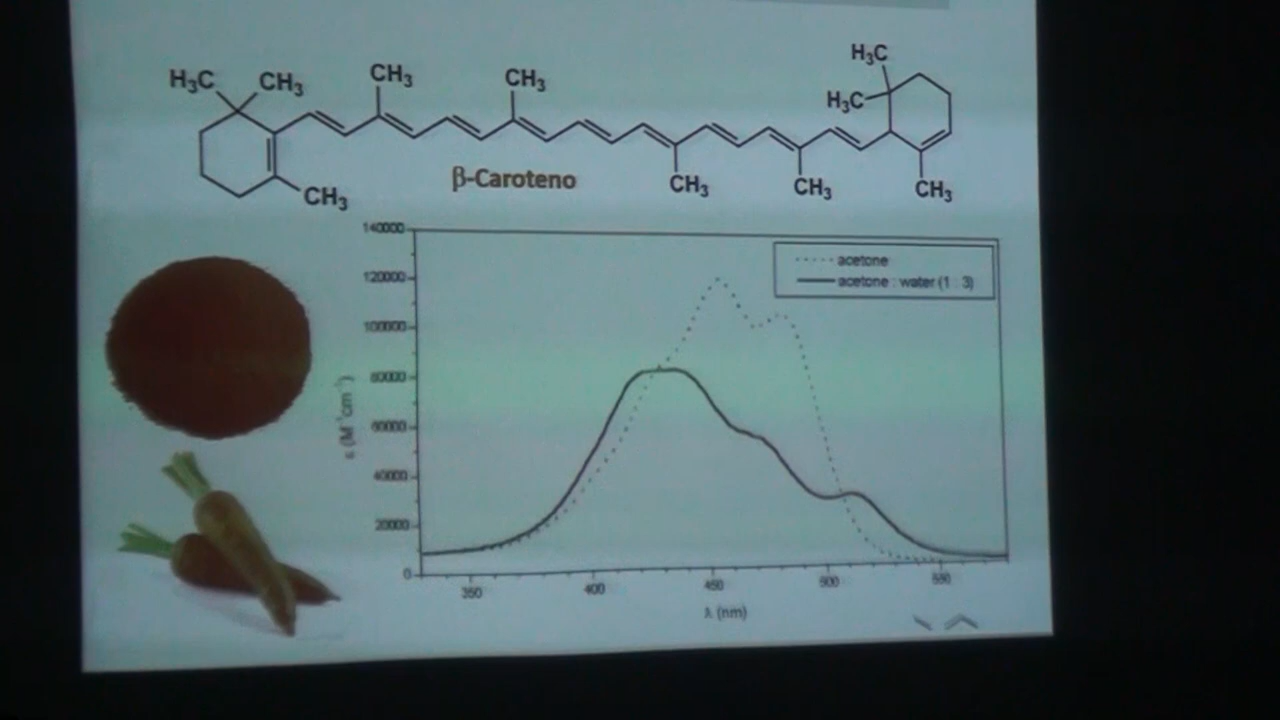 H₃C CH₃ CH₃ CH₃ H₃C
H₃C
CH₃ β-Caroteno CH₃ CH₃ CH₃
140000
120000
100000
80000
60000
40000
20000
0
ε (M⁻¹cm⁻¹)
acetone
acetone : water (1 : 3)
350 400 450 500 550
λ (nm)